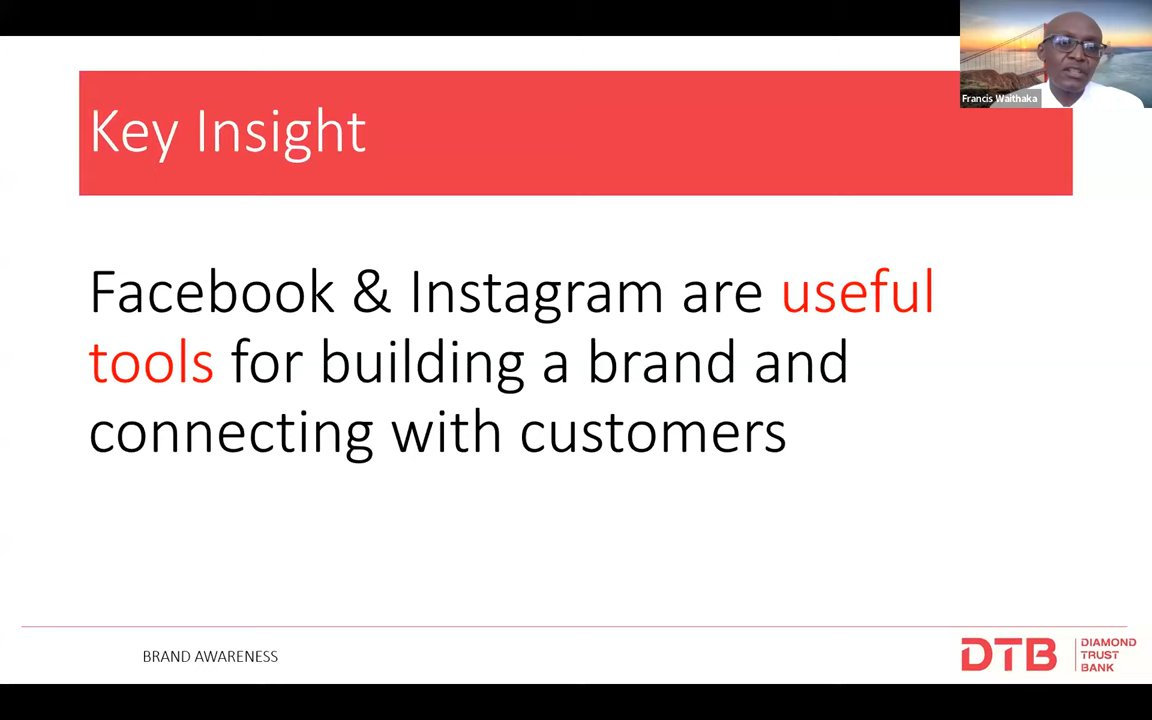 Francis Waithaka
Key Insight
Facebook & Instagram are useful
tools for building a brand and
connecting with customers
BRAND AWARENESS
DTB
DIAMOND
TRUST
BANK